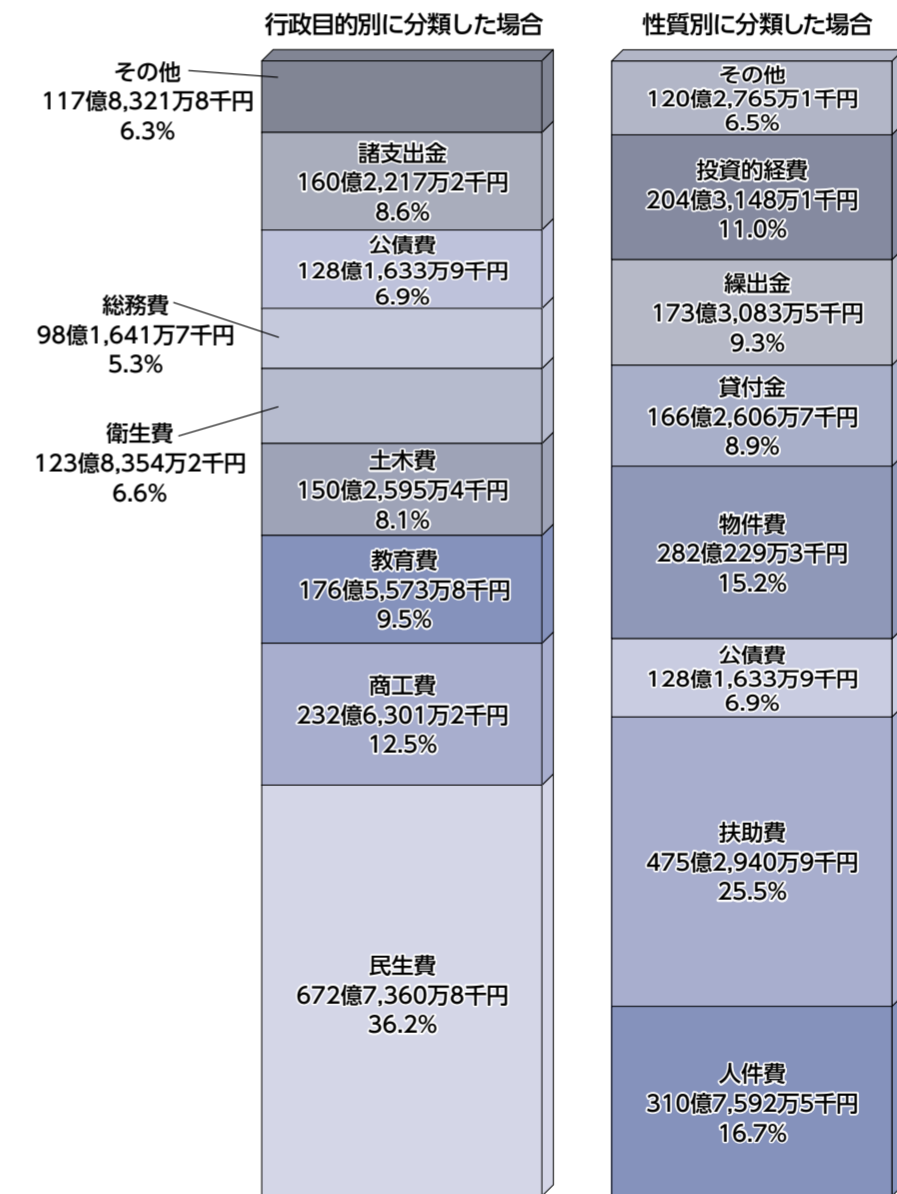 行政目的別に分類した場合
その他
117億8,321万8千円
6.3%
諸支出金
160億2,217万2千円
8.6%
公債費
128億1,633万9千円
6.9%
総務費
98億1,641万7千円
5.3%
衛生費
123億8,354万2千円
6.6%
土木費
150億2,595万4千円
8.1%
教育費
176億5,573万8千円
9.5%
商工費
232億6,301万2千円
12.5%
民生費
672億7,360万8千円
36.2%
性質別に分類した場合
その他
120億2,765万1千円
6.5%
投資的経費
204億3,148万1千円
11.0%
繰出金
173億3,083万5千円
9.3%
貸付金
166億2,606万7千円
8.9%
物件費
282億229万3千円
15.2%
公債費
128億1,633万9千円
6.9%
扶助費
475億2,940万9千円
25.5%
人件費
310億7,592万5千円
16.7%